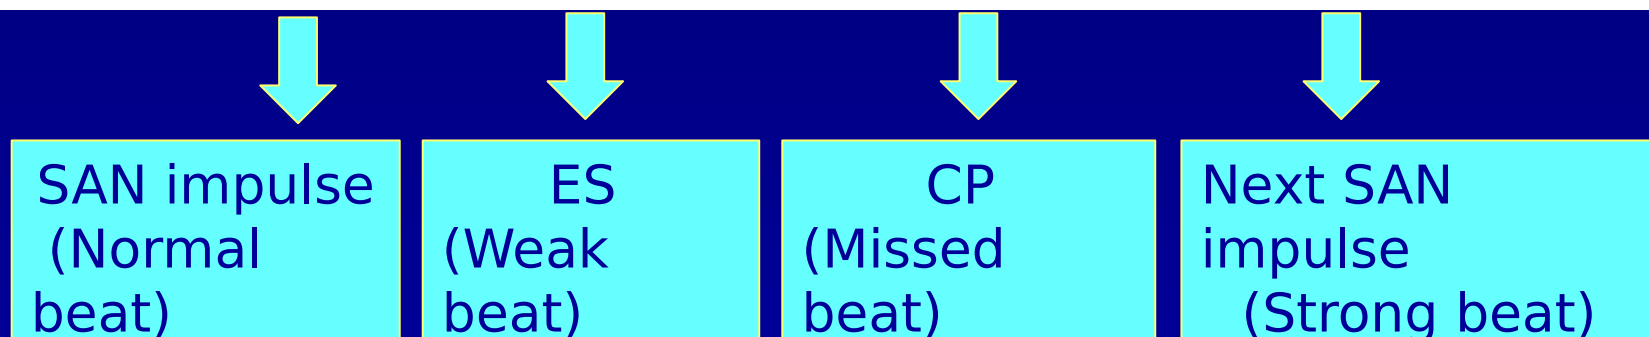 SAN impulse
(Normal
beat)
ES
(Weak
beat)
CP
(Missed
beat)
Next SAN
impulse
(Strong beat)